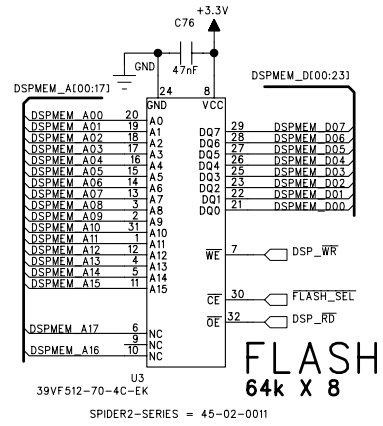 +3.3V
C76
GND
47nF
DSPMEM_A[00:17]
DSPMEM_D[00:23]
24 8
GND VCC
DSPMEM_A00 20 A0
DSPMEM_A01 19 A1
DSPMEM_A02 18 A2
DSPMEM_A03 17 A3
DSPMEM_A04 16 A4
DSPMEM_A05 15 A5
DSPMEM_A06 14 A6
DSPMEM_A07 13 A7
DSPMEM_A08 3 A8
DSPMEM_A09 2 A9
DSPMEM_A10 31 A10
DSPMEM_A11 1 A11
DSPMEM_A12 12 A12
DSPMEM_A13 4 A13
DSPMEM_A14 5 A14
DSPMEM_A15 11 A15
DQ7 29 DSPMEM_D07
DQ6 28 DSPMEM_D06
DQ5 27 DSPMEM_D05
DQ4 26 DSPMEM_D04
DQ3 25 DSPMEM_D03
DQ2 23 DSPMEM_D02
DQ1 22 DSPMEM_D01
DQ0 21 DSPMEM_D00
WE 7 DSP_WR
CE 30 FLASH_SEL
OE 32 DSP_RD
DSPMEM_A17 6 NC
9 NC
DSPMEM_A16 10 NC
U3
39VF512-70-4C-EK
FLASH
64k X 8
SPIDER2-SERIES = 45-02-0011